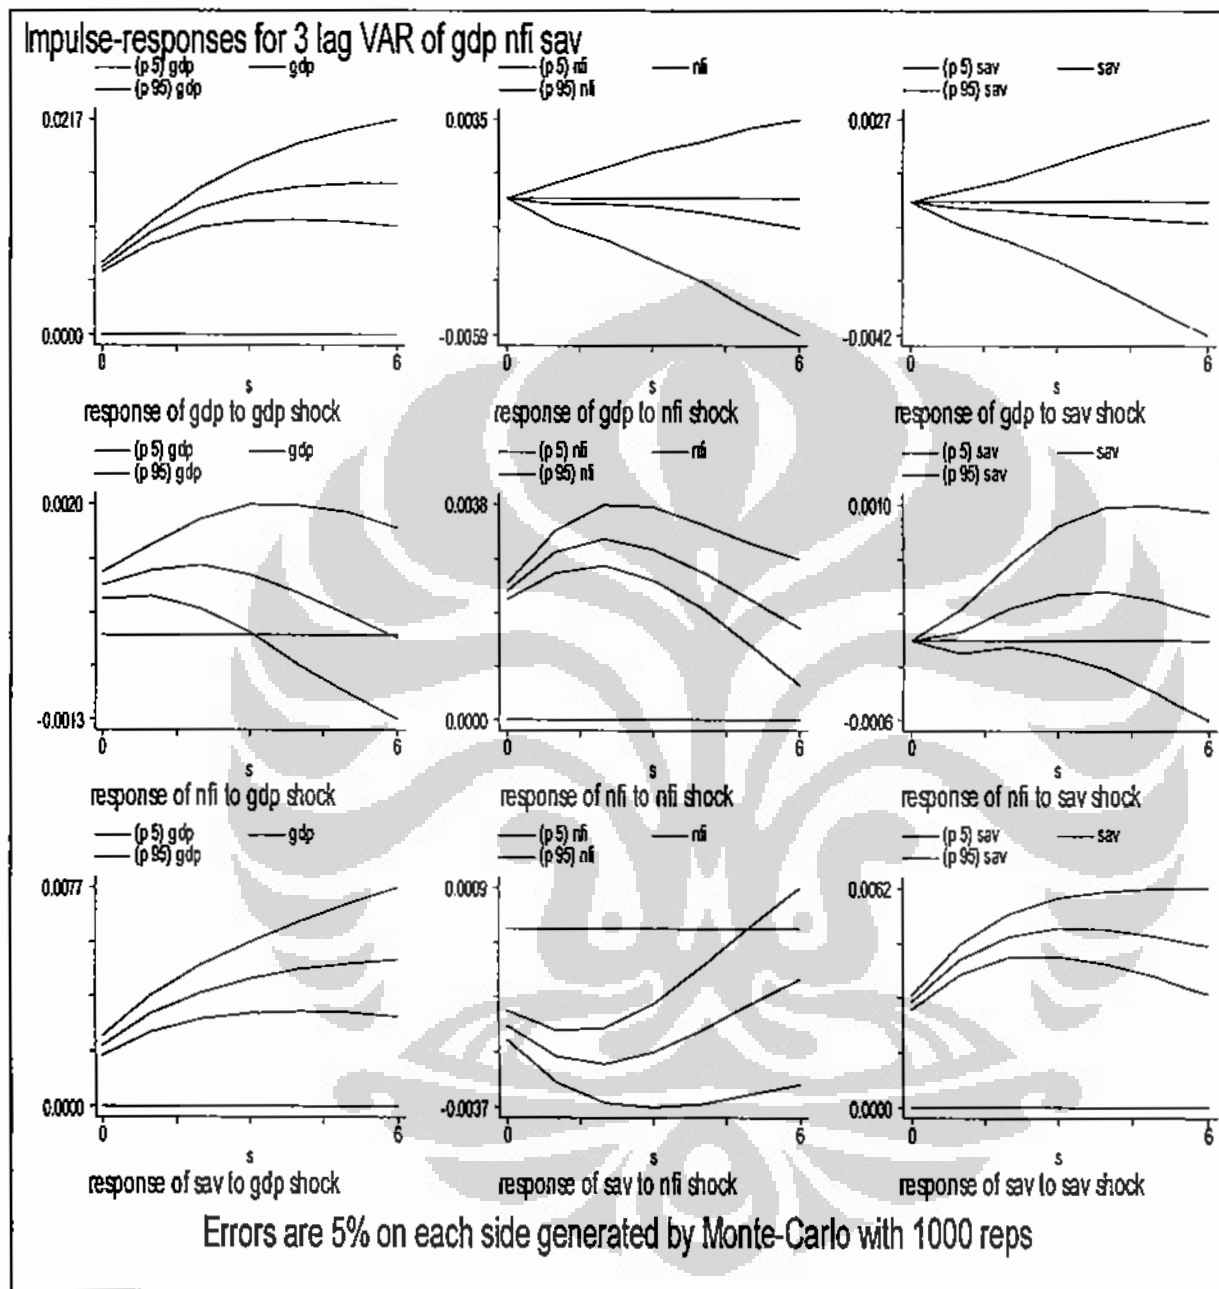 Impulse-responses for 3 lag VAR of gdp nfi sav
(p 5) gdp gdp
(p 95) gdp
0.0217
0.0000
0 6
s
response of gdp to gdp shock
(p 5) nfi nfi
(p 95) nfi
0.0035
-0.0059
0 6
s
response of gdp to nfi shock
(p 5) sav sav
(p 95) sav
0.0027
-0.0042
0 6
s
response of gdp to sav shock
(p 5) gdp gdp
(p 95) gdp
0.0020
-0.0013
0 6
s
response of nfi to gdp shock
(p 5) nfi nfi
(p 95) nfi
0.0038
0.0000
0 6
s
response of nfi to nfi shock
(p 5) sav sav
(p 95) sav
0.0010
-0.0006
0 6
s
response of nfi to sav shock
(p 5) gdp gdp
(p 95) gdp
0.0077
0.0000
0 6
s
response of sav to gdp shock
(p 5) nfi nfi
(p 95) nfi
0.0009
-0.0037
0 6
s
response of sav to nfi shock
(p 5) sav sav
(p 95) sav
0.0062
0.0000
0 6
s
response of sav to sav shock
Errors are 5% on each side generated by Monte-Carlo with 1000 reps